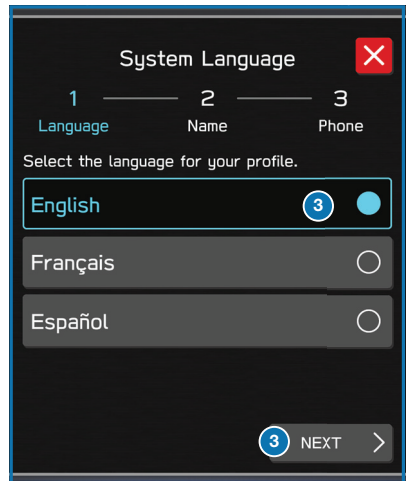 System Language
1 2 3
Language Name Phone
Select the language for your profile.
English 3
Français
Español
3 NEXT